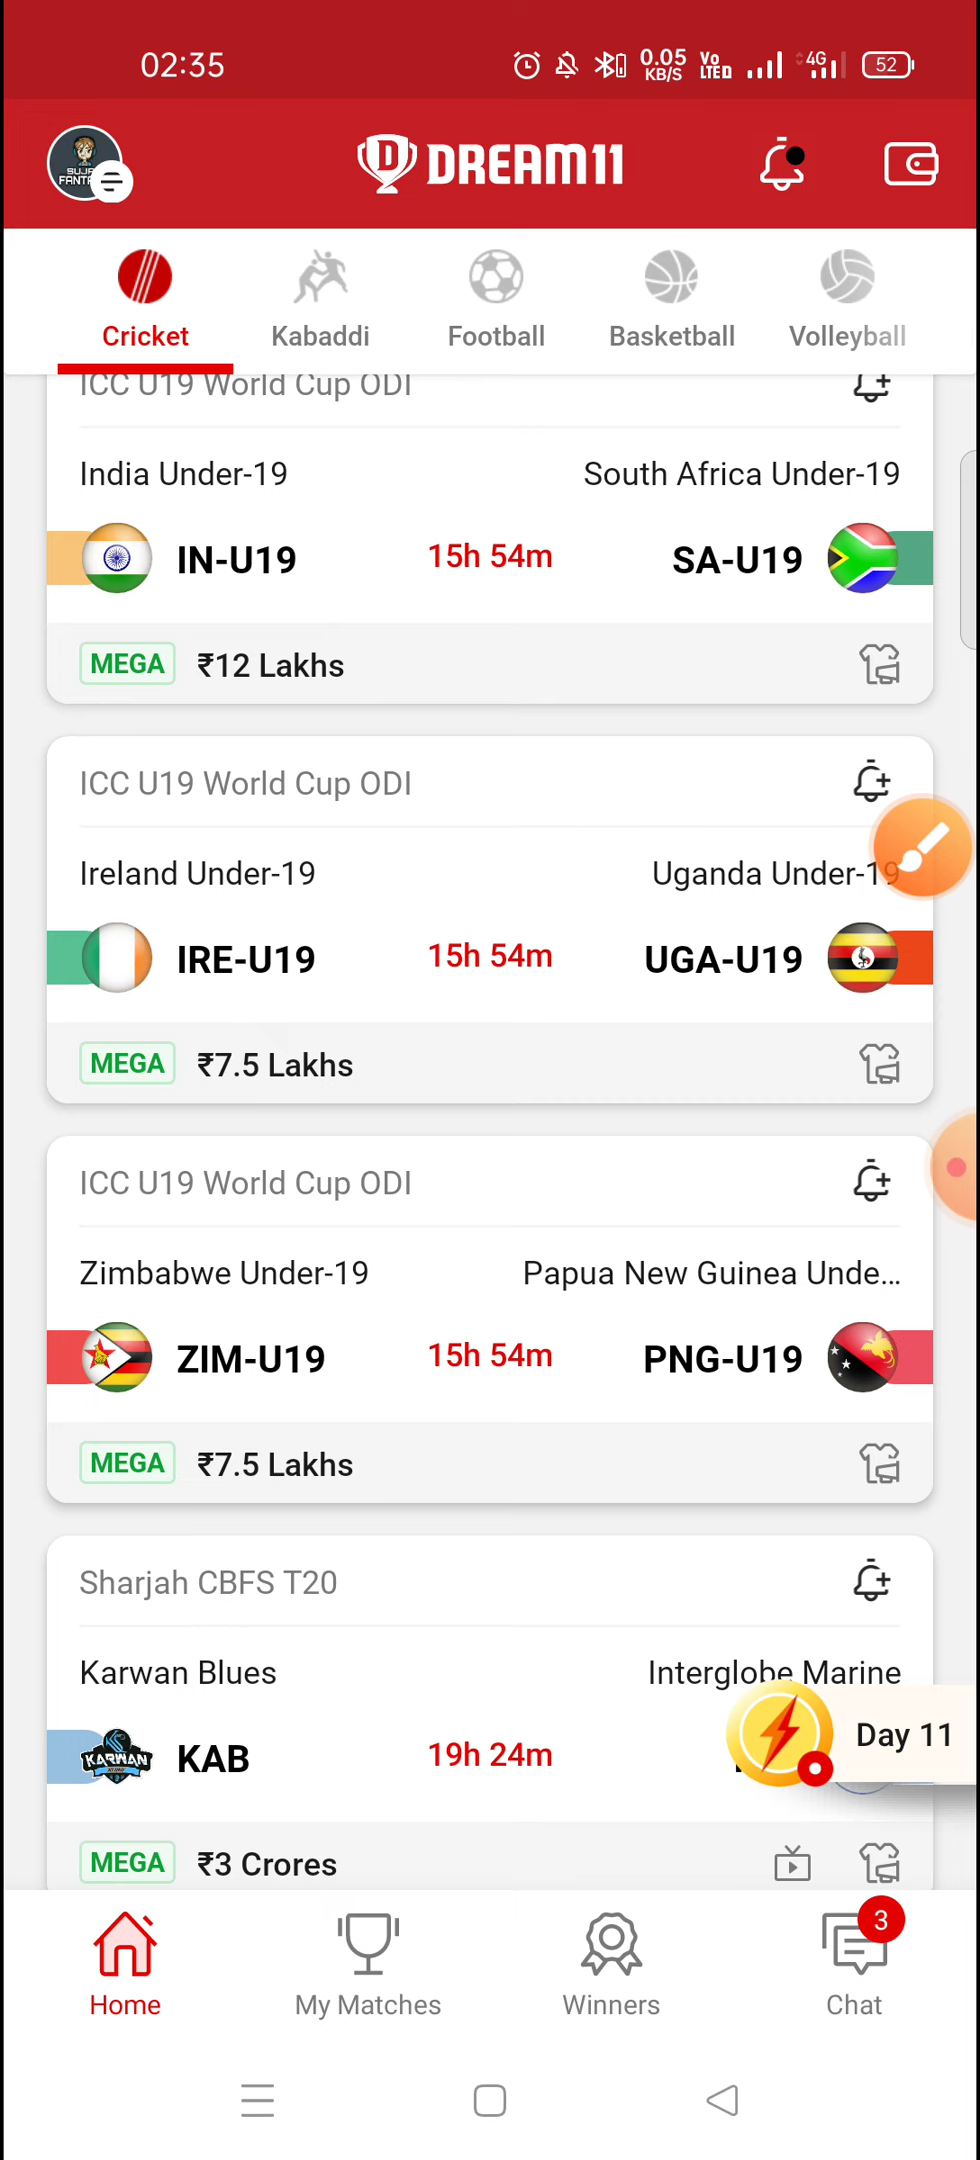 02:35
0.05 KB/S
Vo LTE D
4G
52
SUJA
FANT
DREAM11
Cricket
Kabaddi
Football
Basketball
Volleyball
ICC U19 World Cup ODI
India Under-19
South Africa Under-19
IN-U19
15h 54m
SA-U19
MEGA
₹12 Lakhs
ICC U19 World Cup ODI
Ireland Under-19
Uganda Under-19
IRE-U19
15h 54m
UGA-U19
MEGA
₹7.5 Lakhs
ICC U19 World Cup ODI
Zimbabwe Under-19
Papua New Guinea Unde...
ZIM-U19
15h 54m
PNG-U19
MEGA
₹7.5 Lakhs
Sharjah CBFS T20
Karwan Blues
Interglobe Marine
KARWAN
KAB
19h 24m
Day 11
MEGA
₹3 Crores
Home
My Matches
Winners
3
Chat